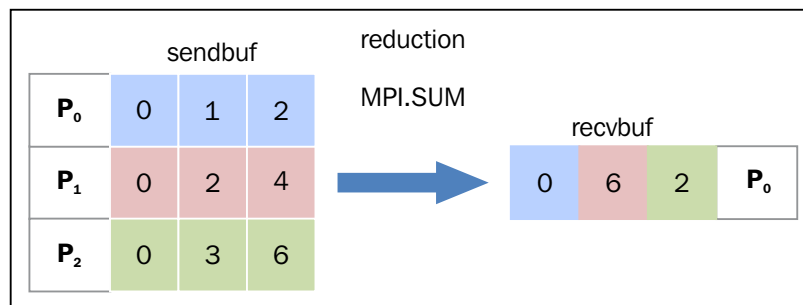 sendbuf
reduction
MPI.SUM
P₀ 0 1 2
P₁ 0 2 4
P₂ 0 3 6
recvbuf
0 6 2 P₀